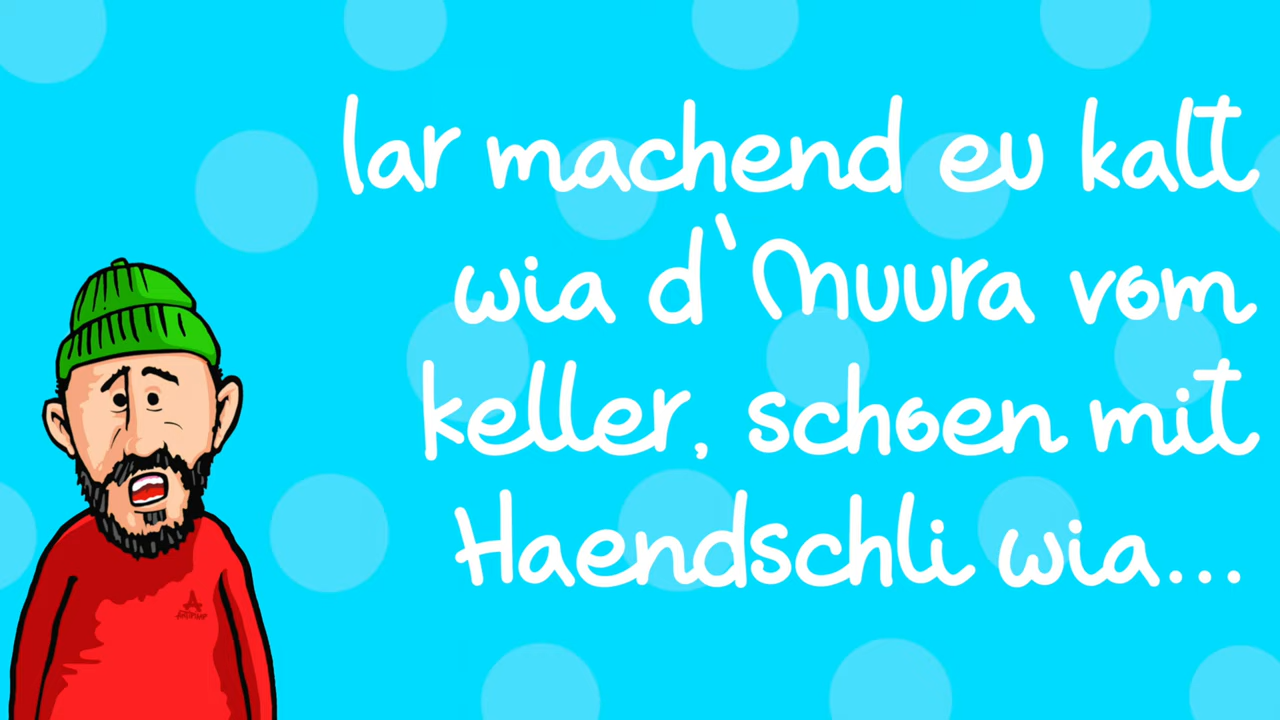 Iar machend eu kalt
wia d`Muura vom
keller, schoen mit
Haendschli wia...